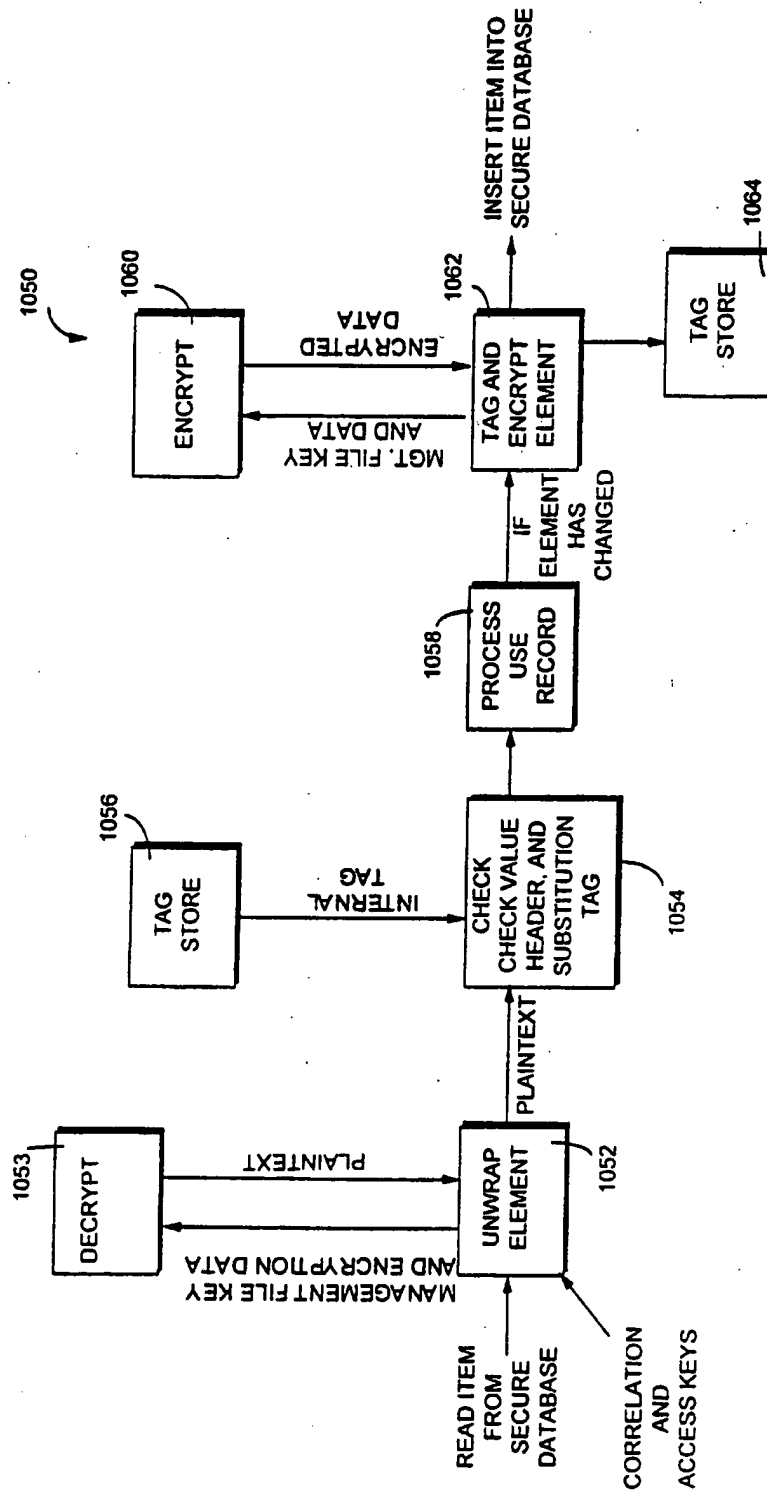 1050
1053
DECRYPT
MANAGEMENT FILE KEY
AND ENCRYPTION DATA
PLAINTEXT
READ ITEM
FROM
SECURE
DATABASE
CORRELATION
AND
ACCESS KEYS
UNWRAP
ELEMENT
1052
PLAINTEXT
1056
TAG
STORE
INTERNAL
TAG
CHECK
CHECK VALUE
HEADER, AND
SUBSTITUTION
TAG
1054
1058
PROCESS
USE
RECORD
IF
ELEMENT
HAS
CHANGED
1060
ENCRYPT
MGT. FILE KEY
AND DATA
ENCRYPTED
DATA
1062
TAG AND
ENCRYPT
ELEMENT
INSERT ITEM INTO
SECURE DATABASE
TAG
STORE
1064